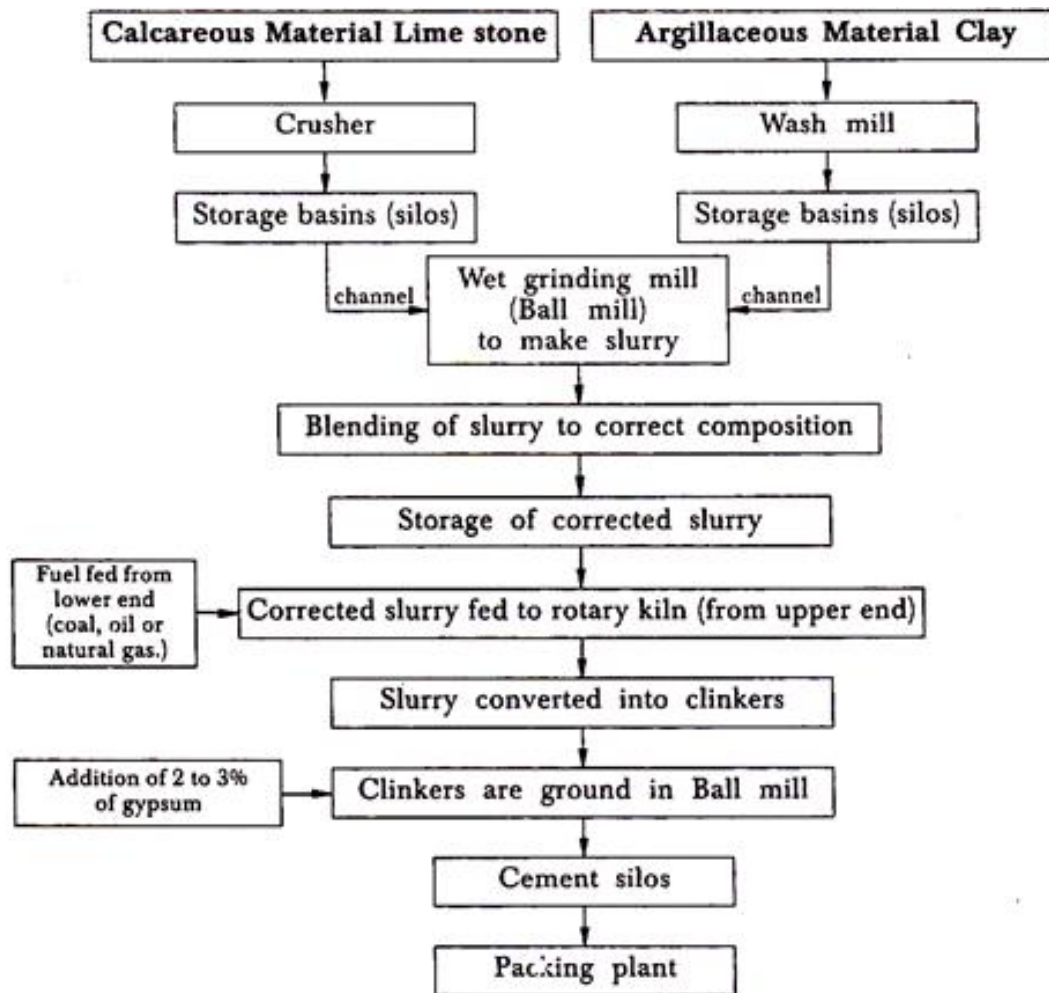 Calcareous Material Lime stone
Argillaceous Material Clay
Crusher
Wash mill
Storage basins (silos)
Storage basins (silos)
channel
Wet grinding mill
(Ball mill)
to make slurry
channel
Blending of slurry to correct composition
Storage of corrected slurry
Fuel fed from
lower end
(coal, oil or
natural gas.)
Corrected slurry fed to rotary kiln (from upper end)
Slurry converted into clinkers
Addition of 2 to 3%
of gypsum
Clinkers are ground in Ball mill
Cement silos
Packing plant